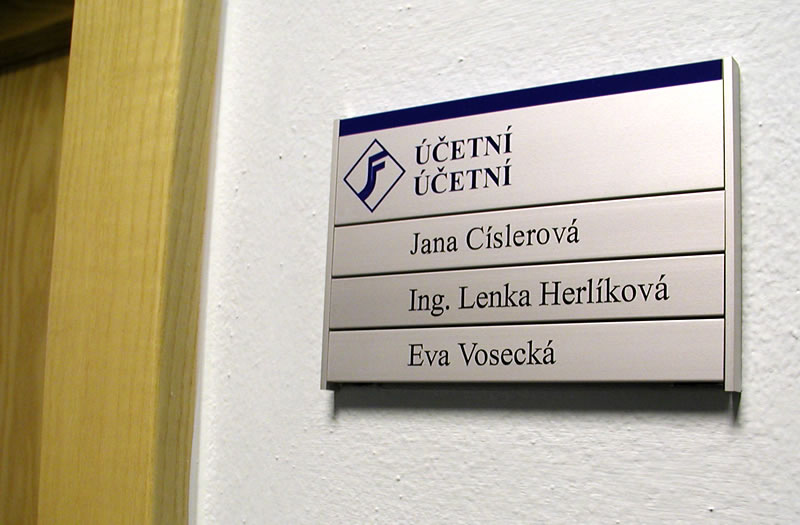 ÚČETNÍ
ÚČETNÍ
Jana Císlerová
Ing. Lenka Herlíková
Eva Vosecká